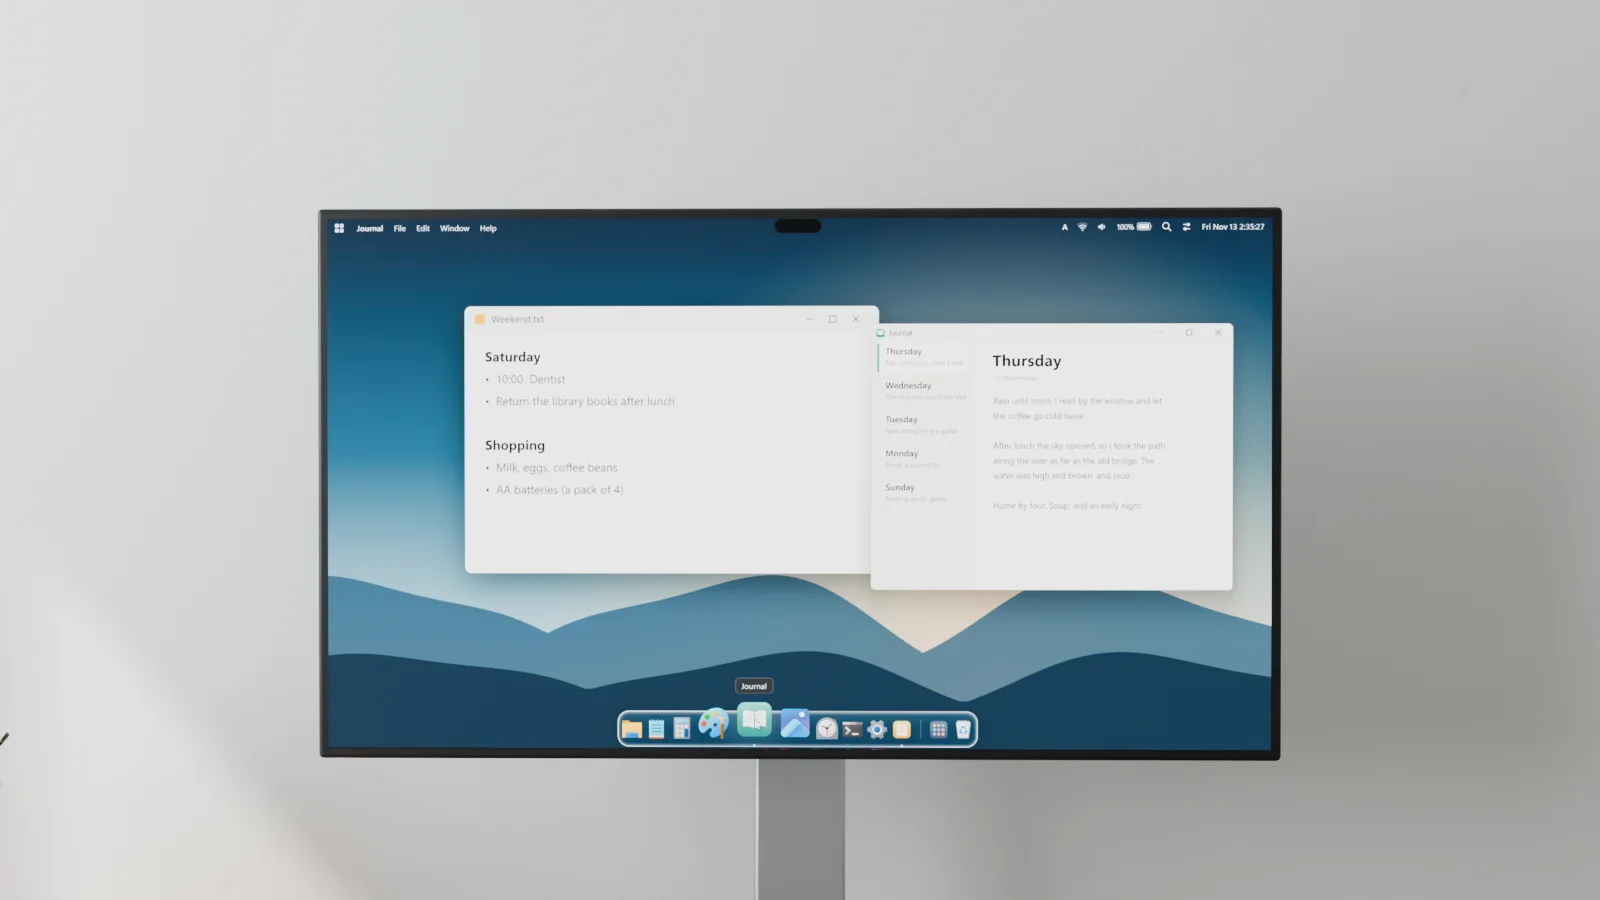 Journal File Edit Window Help
A 100% Fri Nov 13 2:35:27
Weekend.txt
Saturday
• 10:00 Dentist
• Return the library books after lunch
Shopping
• Milk, eggs, coffee beans
• AA batteries (a pack of 4)
Journal
Thursday
Wednesday
Tuesday
Monday
Sunday
Thursday
Rain until noon. I read by the window and let
the coffee go cold twice.
After lunch the sky opened, so I took the path
along the river as far as the old bridge. The
water was high and brown, and loud.
Home by four. Soup, and an early night.
Journal